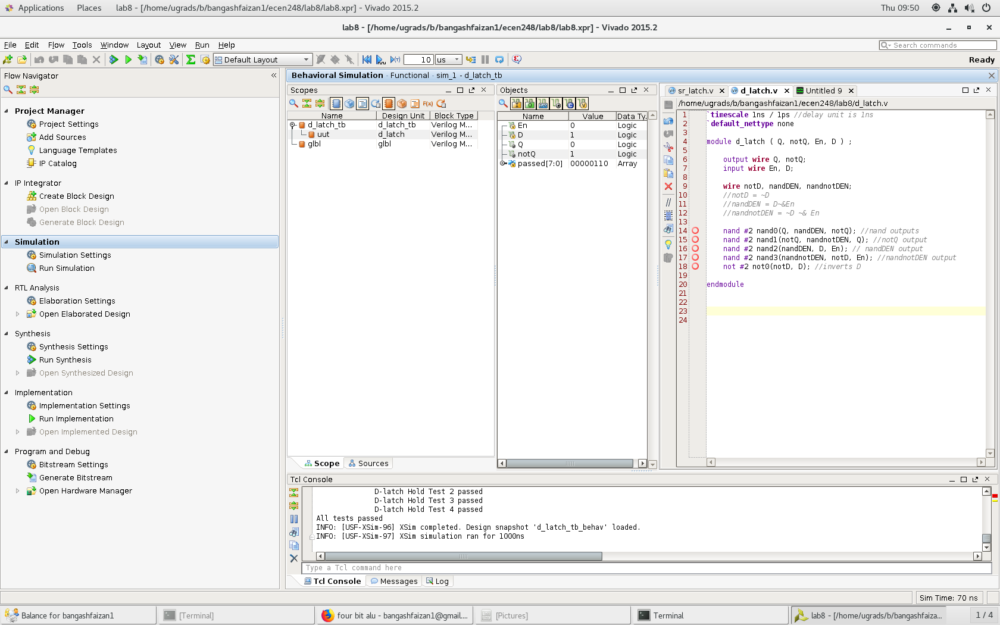 Applications Places lab8 - [/home/ugrads/b/bangashfaizan1/ecen248/lab8/lab8.xpr] - Vivado 2015.2 Thu 09:50
lab8 - [/home/ugrads/b/bangashfaizan1/ecen248/lab8/lab8.xpr] - Vivado 2015.2
File Edit Flow Tools Window Layout View Run Help
Search commands
Default Layout 10 us Ready
Flow Navigator
Project Manager
Project Settings
Add Sources
Language Templates
IP Catalog
IP Integrator
Create Block Design
Open Block Design
Generate Block Design
Simulation
Simulation Settings
Run Simulation
RTL Analysis
Elaboration Settings
Open Elaborated Design
Synthesis
Synthesis Settings
Run Synthesis
Open Synthesized Design
Implementation
Implementation Settings
Run Implementation
Open Implemented Design
Program and Debug
Bitstream Settings
Generate Bitstream
Open Hardware Manager
Behavioral Simulation - Functional - sim_1 - d_latch_tb
Scopes
Name Design Unit Block Type
d_latch_tb d_latch_tb Verilog M...
uut d_latch Verilog M...
glbl glbl Verilog M...
Scope Sources
Objects
Name Value Data Ty.
En 0 Logic
D 1 Logic
Q 0 Logic
notQ 1 Logic
passed[7:0] 00000110 Array
sr_latch.v d_latch.v Untitled 9
/home/ugrads/b/bangashfaizan1/ecen248/lab8/d_latch.v
1 `timescale 1ns / 1ps //delay unit is 1ns
2 `default_nettype none
3
4 module d_latch ( Q, notQ, En, D ) ;
5
6 output wire Q, notQ;
7 input wire En, D;
8
9 wire notD, nandDEN, nandnotDEN;
10 //notD = ~D
11 //nandDEN = D~&En
12 //nandnotDEN = ~D ~& En
13
14 nand #2 nand0(Q, nandDEN, notQ); //nand outputs
15 nand #2 nand1(notQ, nandnotDEN, Q); //notQ output
16 nand #2 nand2(nandDEN, D, En); // nandDEN output
17 nand #2 nand3(nandnotDEN, notD, En); //nandnotDEN output
18 not #2 not0(notD, D); //inverts D
19
20 endmodule
21
22
23
24
Tcl Console
D-latch Hold Test 2 passed
D-latch Hold Test 3 passed
D-latch Hold Test 4 passed
All tests passed
INFO: [USF-XSim-96] XSim completed. Design snapshot 'd_latch_tb_behav' loaded.
INFO: [USF-XSim-97] XSim simulation ran for 1000ns
Type a Tcl command here
Tcl Console Messages Log
Sim Time: 70 ns
Balance for bangashfaizan1 [Terminal] four bit alu - bangashfaizan1@gmail.... [Pictures] Terminal lab8 - [/home/ugrads/b/bangashfaiza... 1 / 4